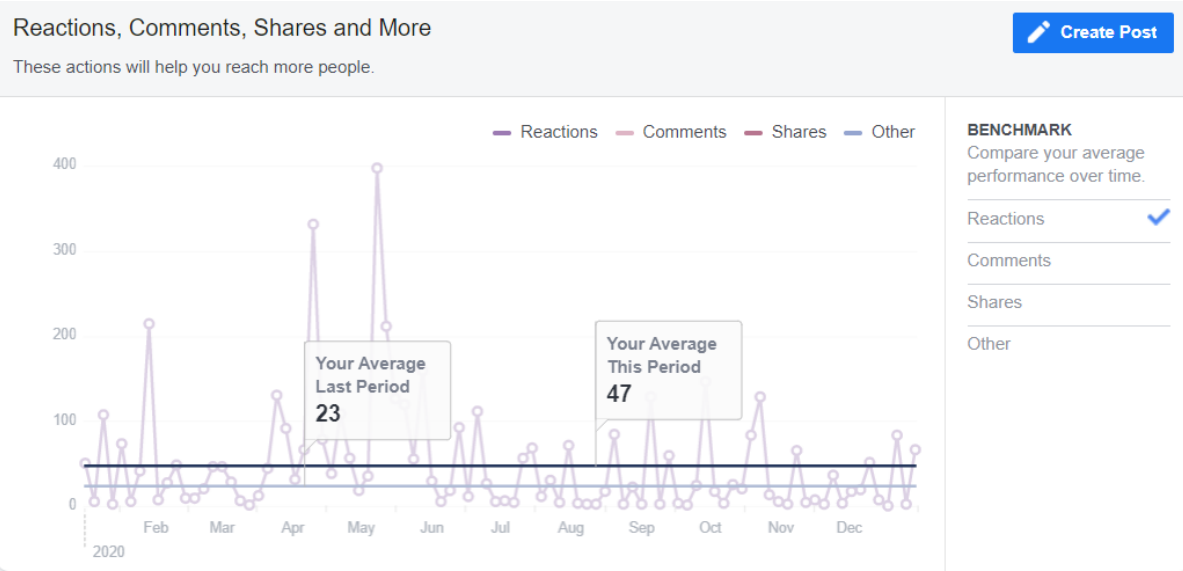 Reactions, Comments, Shares and More
Create Post
These actions will help you reach more people.
Reactions
Comments
Shares
Other
BENCHMARK
Compare your average
performance over time.
Reactions
Comments
Shares
Other
400
300
200
100
0
Your Average
Last Period
23
Your Average
This Period
47
Feb
Mar
Apr
May
Jun
Jul
Aug
Sep
Oct
Nov
Dec
2020